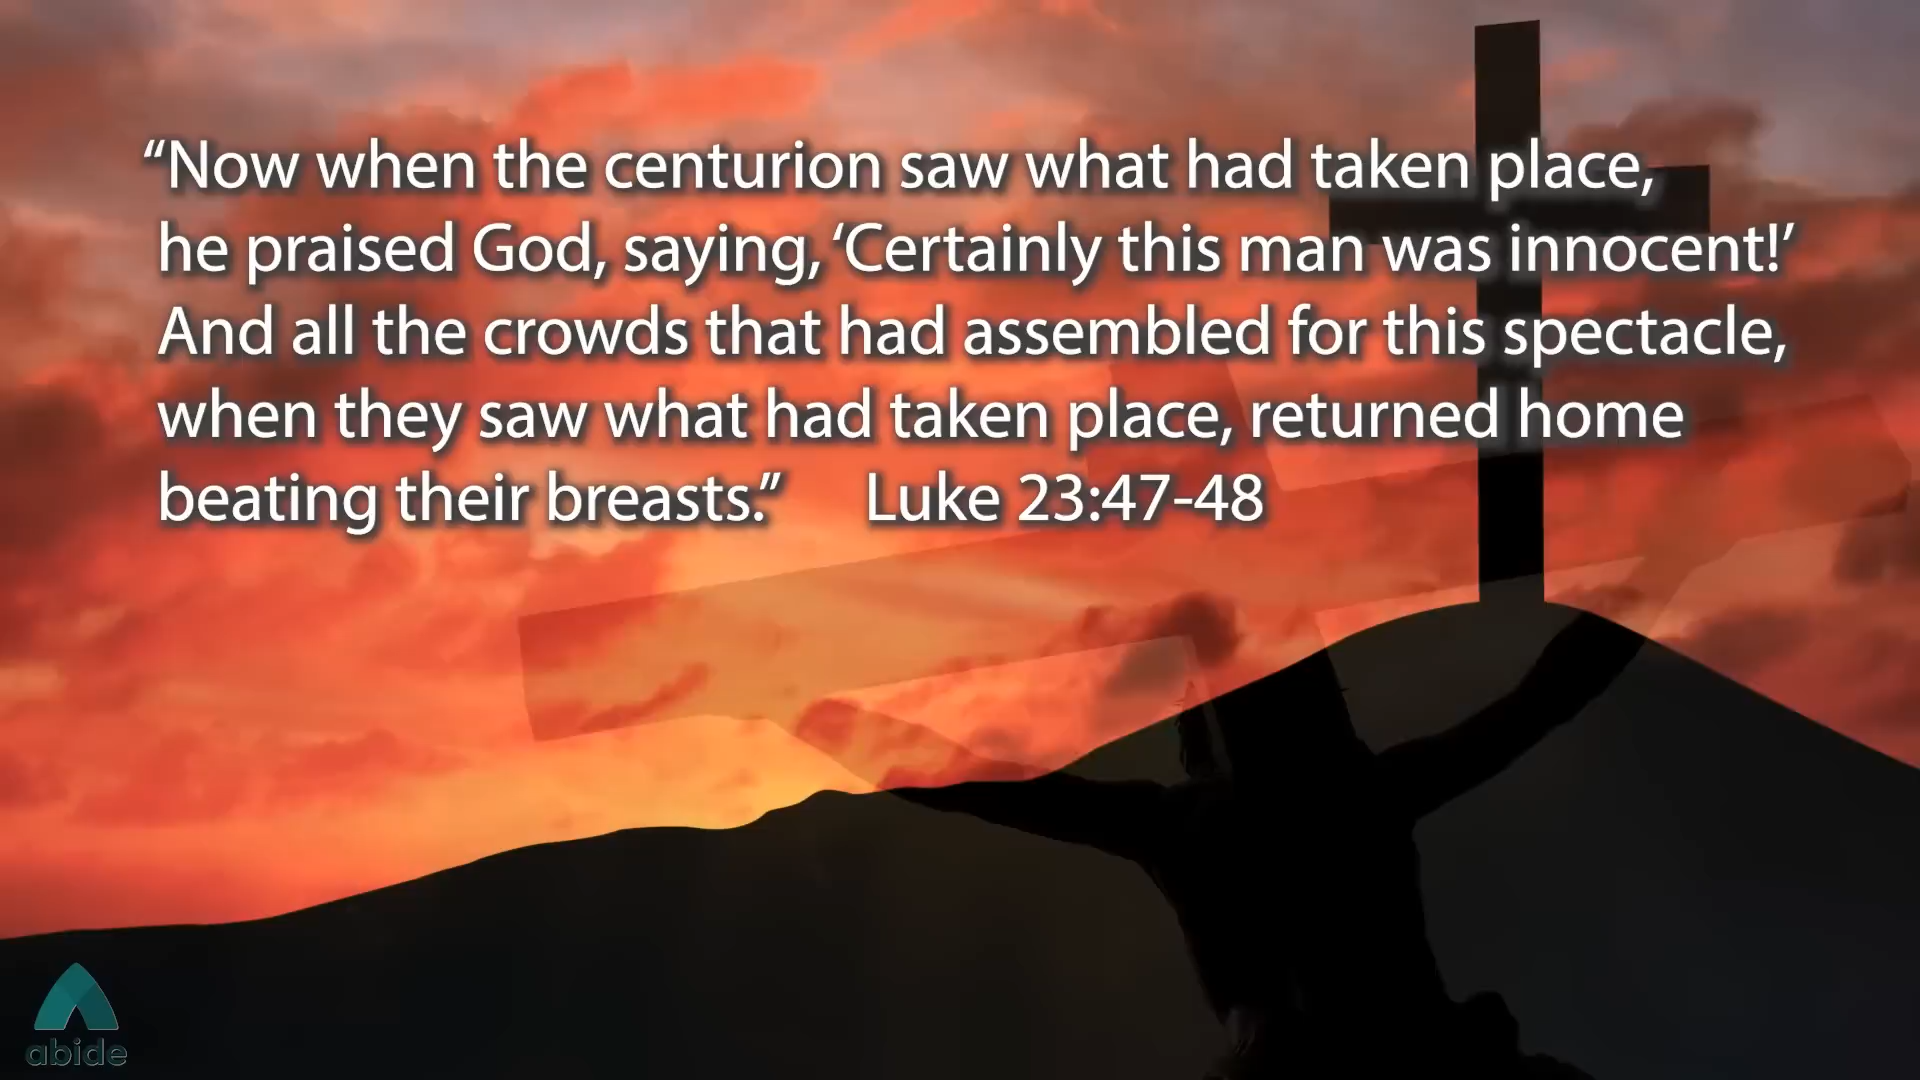 “Now when the centurion saw what had taken place,
he praised God, saying, ‘Certainly this man was innocent!’
And all the crowds that had assembled for this spectacle,
when they saw what had taken place, returned home
beating their breasts.” Luke 23:47-48
abide